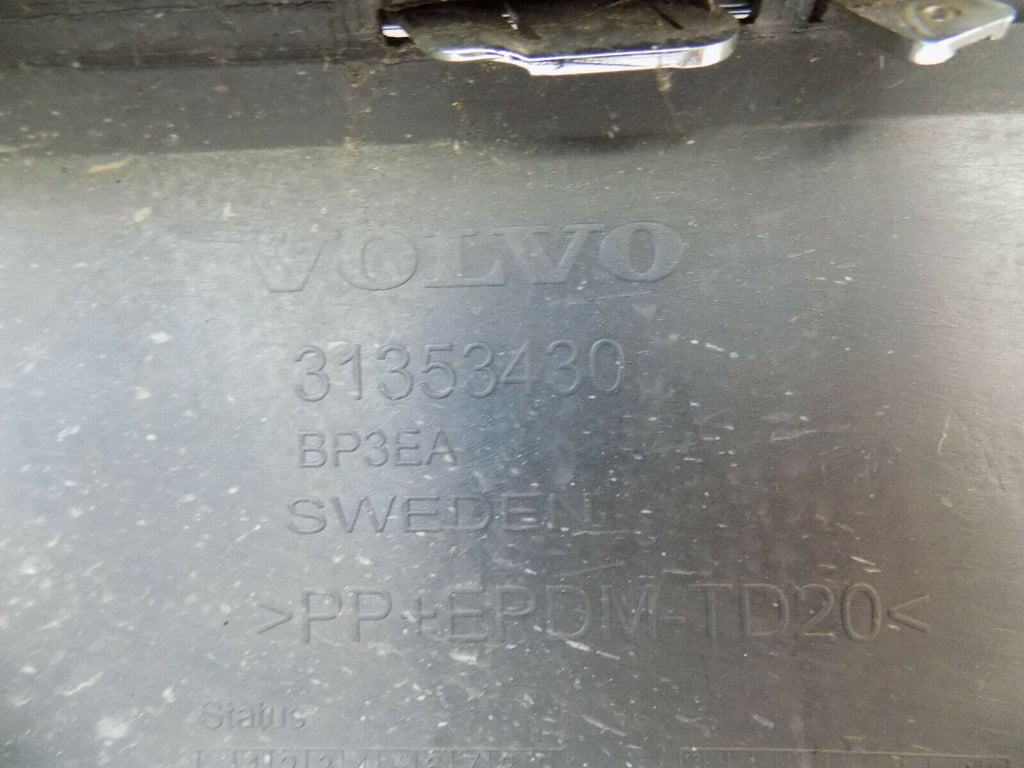 VOLVO
31353430
BP3EA
SWEDEN
>PP+EPDM-TD20<
Status